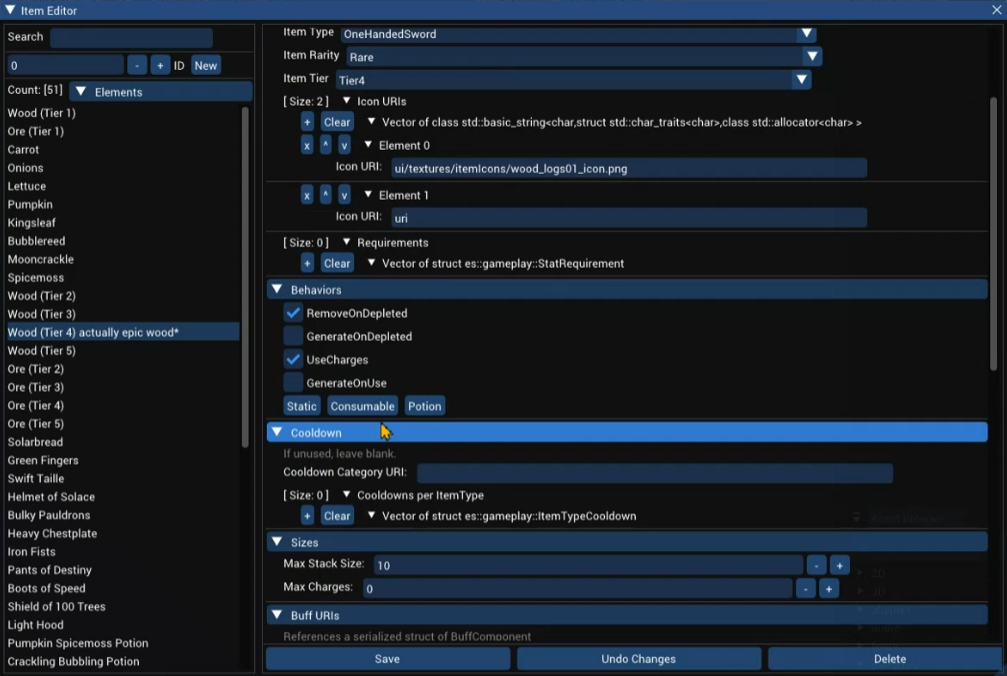 Item Editor
Search
0 - + ID New
Count: [51] Elements
Wood (Tier 1)
Ore (Tier 1)
Carrot
Onions
Lettuce
Pumpkin
Kingsleaf
Bubblereed
Mooncrackle
Spicemoss
Wood (Tier 2)
Wood (Tier 3)
Wood (Tier 4) actually epic wood*
Wood (Tier 5)
Ore (Tier 2)
Ore (Tier 3)
Ore (Tier 4)
Ore (Tier 5)
Solarbread
Green Fingers
Swift Taille
Helmet of Solace
Bulky Pauldrons
Heavy Chestplate
Iron Fists
Pants of Destiny
Boots of Speed
Shield of 100 Trees
Light Hood
Pumpkin Spicemoss Potion
Crackling Bubbling Potion
Item Type OneHandedSword
Item Rarity Rare
Item Tier Tier4
[ Size: 2 ] Icon URIs
+ Clear Vector of class std::basic_string<char,struct std::char_traits<char>,class std::allocator<char> >
x ^ v Element 0
Icon URI: ui/textures/itemIcons/wood_logs01_icon.png
x ^ v Element 1
Icon URI: uri
[ Size: 0 ] Requirements
+ Clear Vector of struct es::gameplay::StatRequirement
Behaviors
RemoveOnDepleted
GenerateOnDepleted
UseCharges
GenerateOnUse
Static Consumable Potion
Cooldown
If unused, leave blank.
Cooldown Category URI:
[ Size: 0 ] Cooldowns per ItemType
+ Clear Vector of struct es::gameplay::ItemTypeCooldown
Sizes
Max Stack Size: 10 - +
Max Charges: 0 - +
Buff URIs
References a serialized struct of BuffComponent
Save Undo Changes Delete